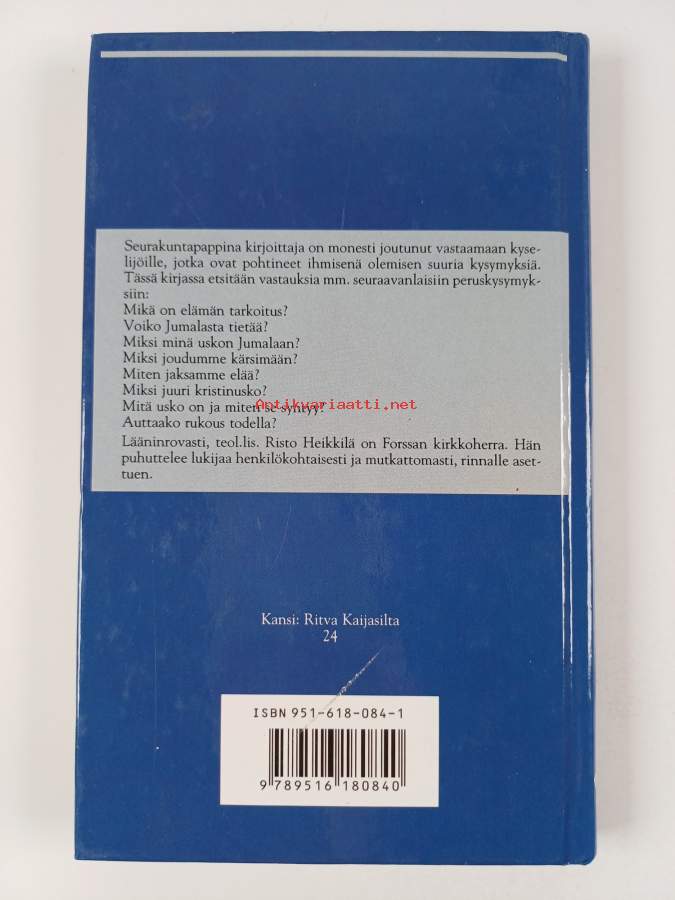 Seurakuntapappina kirjoittaja on monesti joutunut vastaamaan kyse-
lijöille, jotka ovat pohtineet ihmisenä olemisen suuria kysymyksiä.
Tässä kirjassa etsitään vastauksia mm. seuraavanlaisiin peruskysymyk-
siin:
Mikä on elämän tarkoitus?
Voiko Jumalasta tietää?
Miksi minä uskon Jumalaan?
Miksi joudumme kärsimään?
Miten jaksamme elää?
Miksi juuri kristinusko?
Mitä usko on ja miten se syntyy?
Antikvariaatti.net
Auttaako rukous todella?
Lääninrovasti, teol.lis. Risto Heikkilä on Forssan kirkkoherra. Hän
puhuttelee lukijaa henkilökohtaisesti ja mutkattomasti, rinnalle aset-
tuen.
Kansi: Ritva Kaijasilta
24
ISBN 951-618-084-1
9 789516 180840